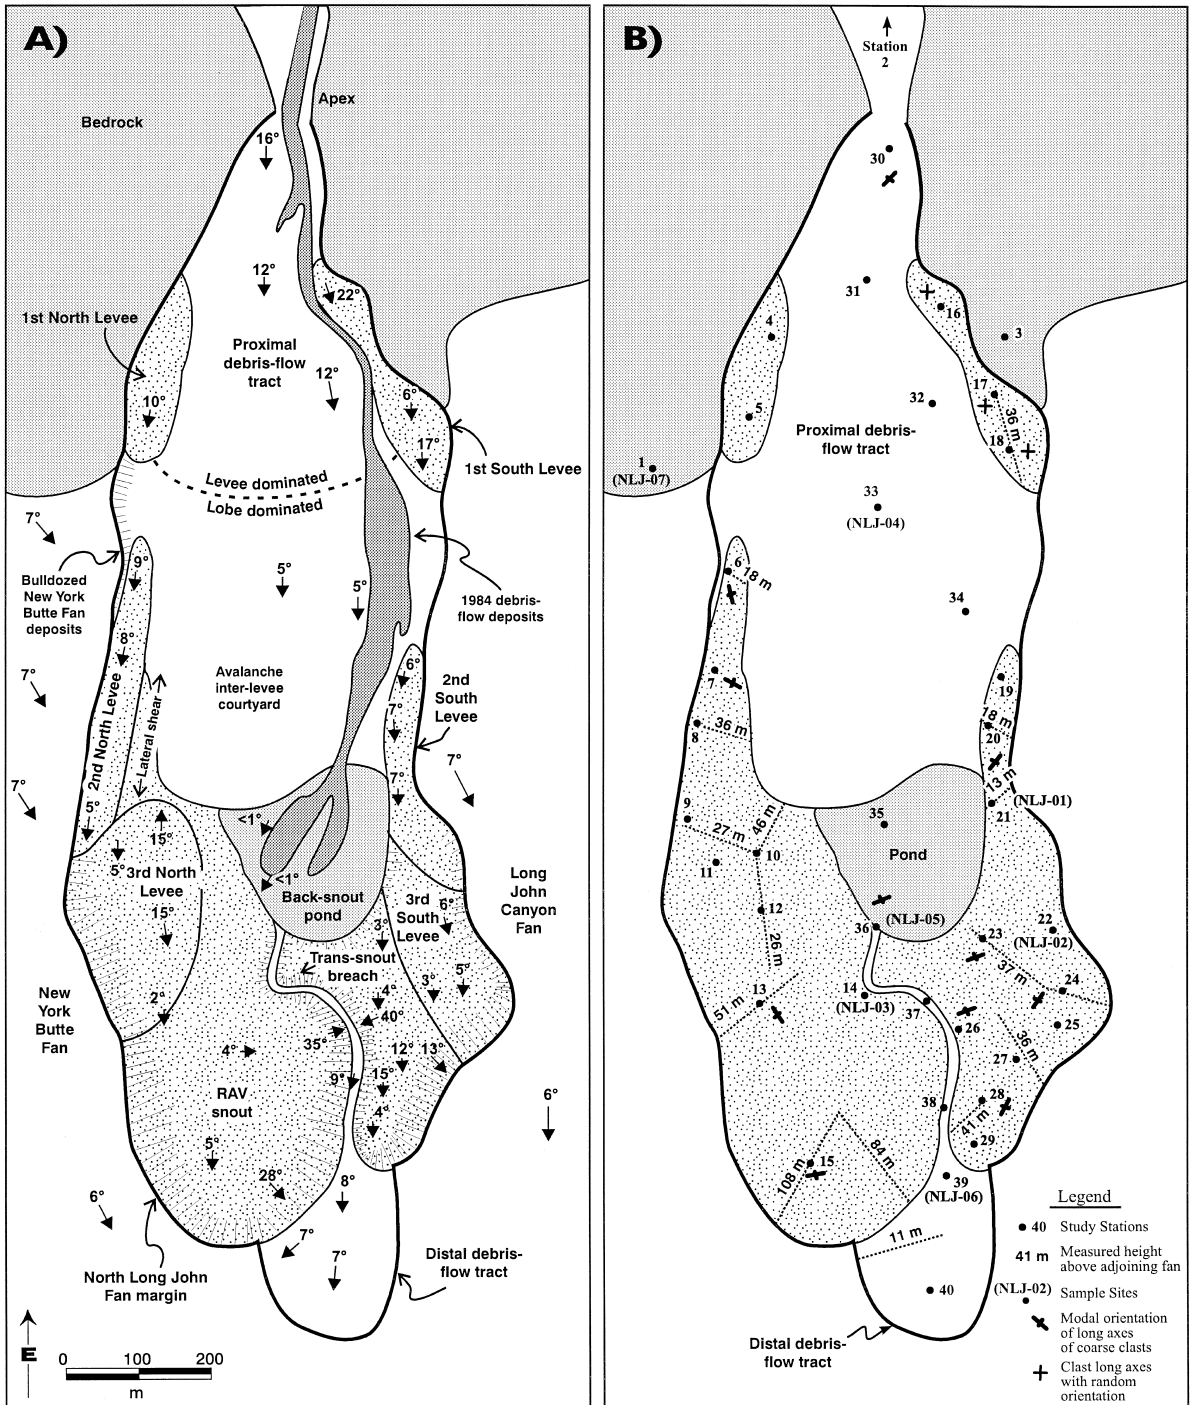 A)
Apex
Bedrock
16°
12°
22°
1st North Levee
Proximal
debris-flow
tract
12°
6°
10°
17°
1st South Levee
Levee dominated
Lobe dominated
7°
9°
5°
5°
Bulldozed
New York
Butte Fan
deposits
1984 debris-
flow deposits
8°
7°
Avalanche
inter-levee
courtyard
6°
2nd
South
Levee
2nd North Levee
Lateral shear
7°
7°
7°
7°
5°
<1°
15°
5°
3rd North
Levee
<1°
Back-snout
pond
3rd
South
Levee
6°
Long
John
Canyon
Fan
15°
3°
Trans-snout
breach
3°
5°
New
York
Butte
Fan
2°
4°
40°
35°
4°
12°
13°
9°
15°
RAV
snout
4°
6°
5°
28°
8°
6°
7°
7°
North Long John
Fan margin
Distal debris-
flow tract
E
0
100
200
m
B)
Station
2
30
31
16
3
4
5
32
17
36 m
18
Proximal debris-
flow tract
1
(NLJ-07)
33
(NLJ-04)
6
18 m
34
7
19
8
36 m
18 m
20
13 m
(NLJ-01)
21
9
27 m
46 m
35
10
Pond
11
12
26 m
36
(NLJ-05)
22
(NLJ-02)
23
37 m
24
13
51 m
14
(NLJ-03)
37
26
25
36 m
27
38
28
41 m
29
84 m
108 m
15
39
(NLJ-06)
11 m
40
Distal debris-
flow tract
Legend
40 Study Stations
41 m Measured height
above adjoining fan
(NLJ-02) Sample Sites
Modal orientation
of long axes
of coarse clasts
Clast long axes
with random
orientation